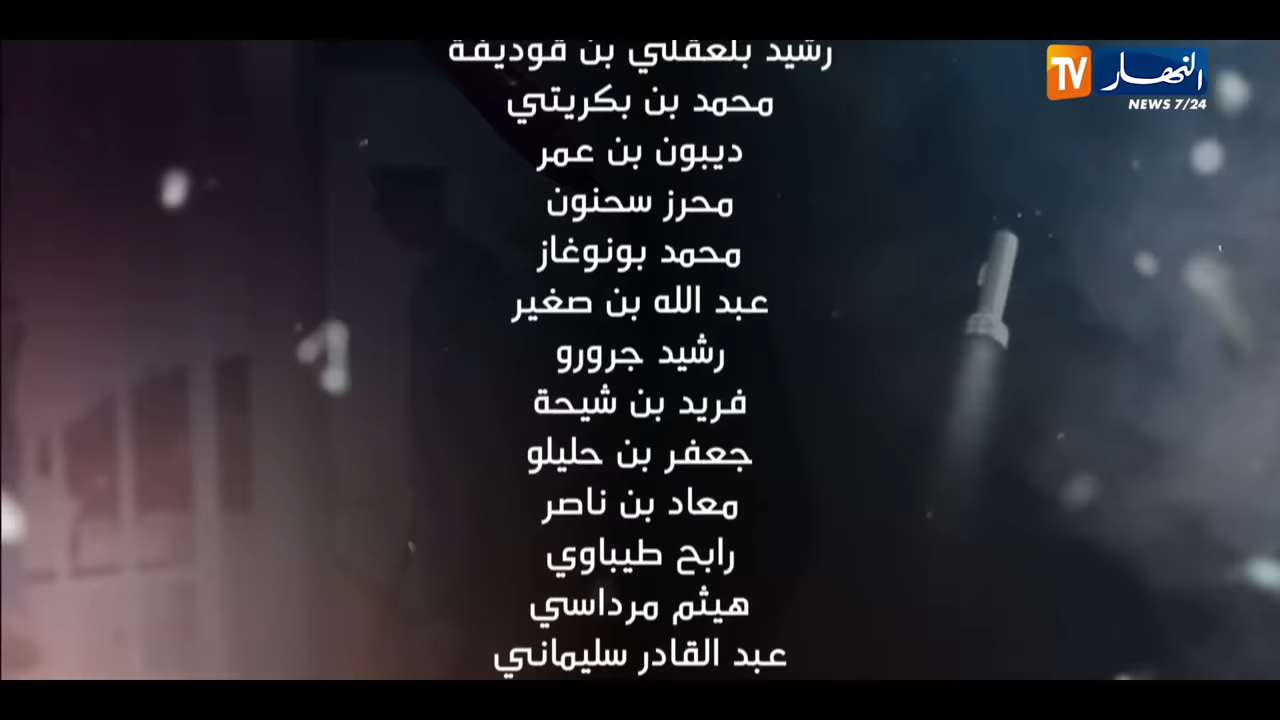 رشيد بلعقلي بن قوديفة
محمد بن بكريتي
ديبون بن عمر
محرز سحنون
محمد بونوغاز
عبد الله بن صغير
رشيد جرورو
فريد بن شيحة
جعفر بن حليلو
معاد بن ناصر
رابح طيباوي
هيثم مرداسي
عبد القادر سليماني
النهار TV
NEWS 7/24